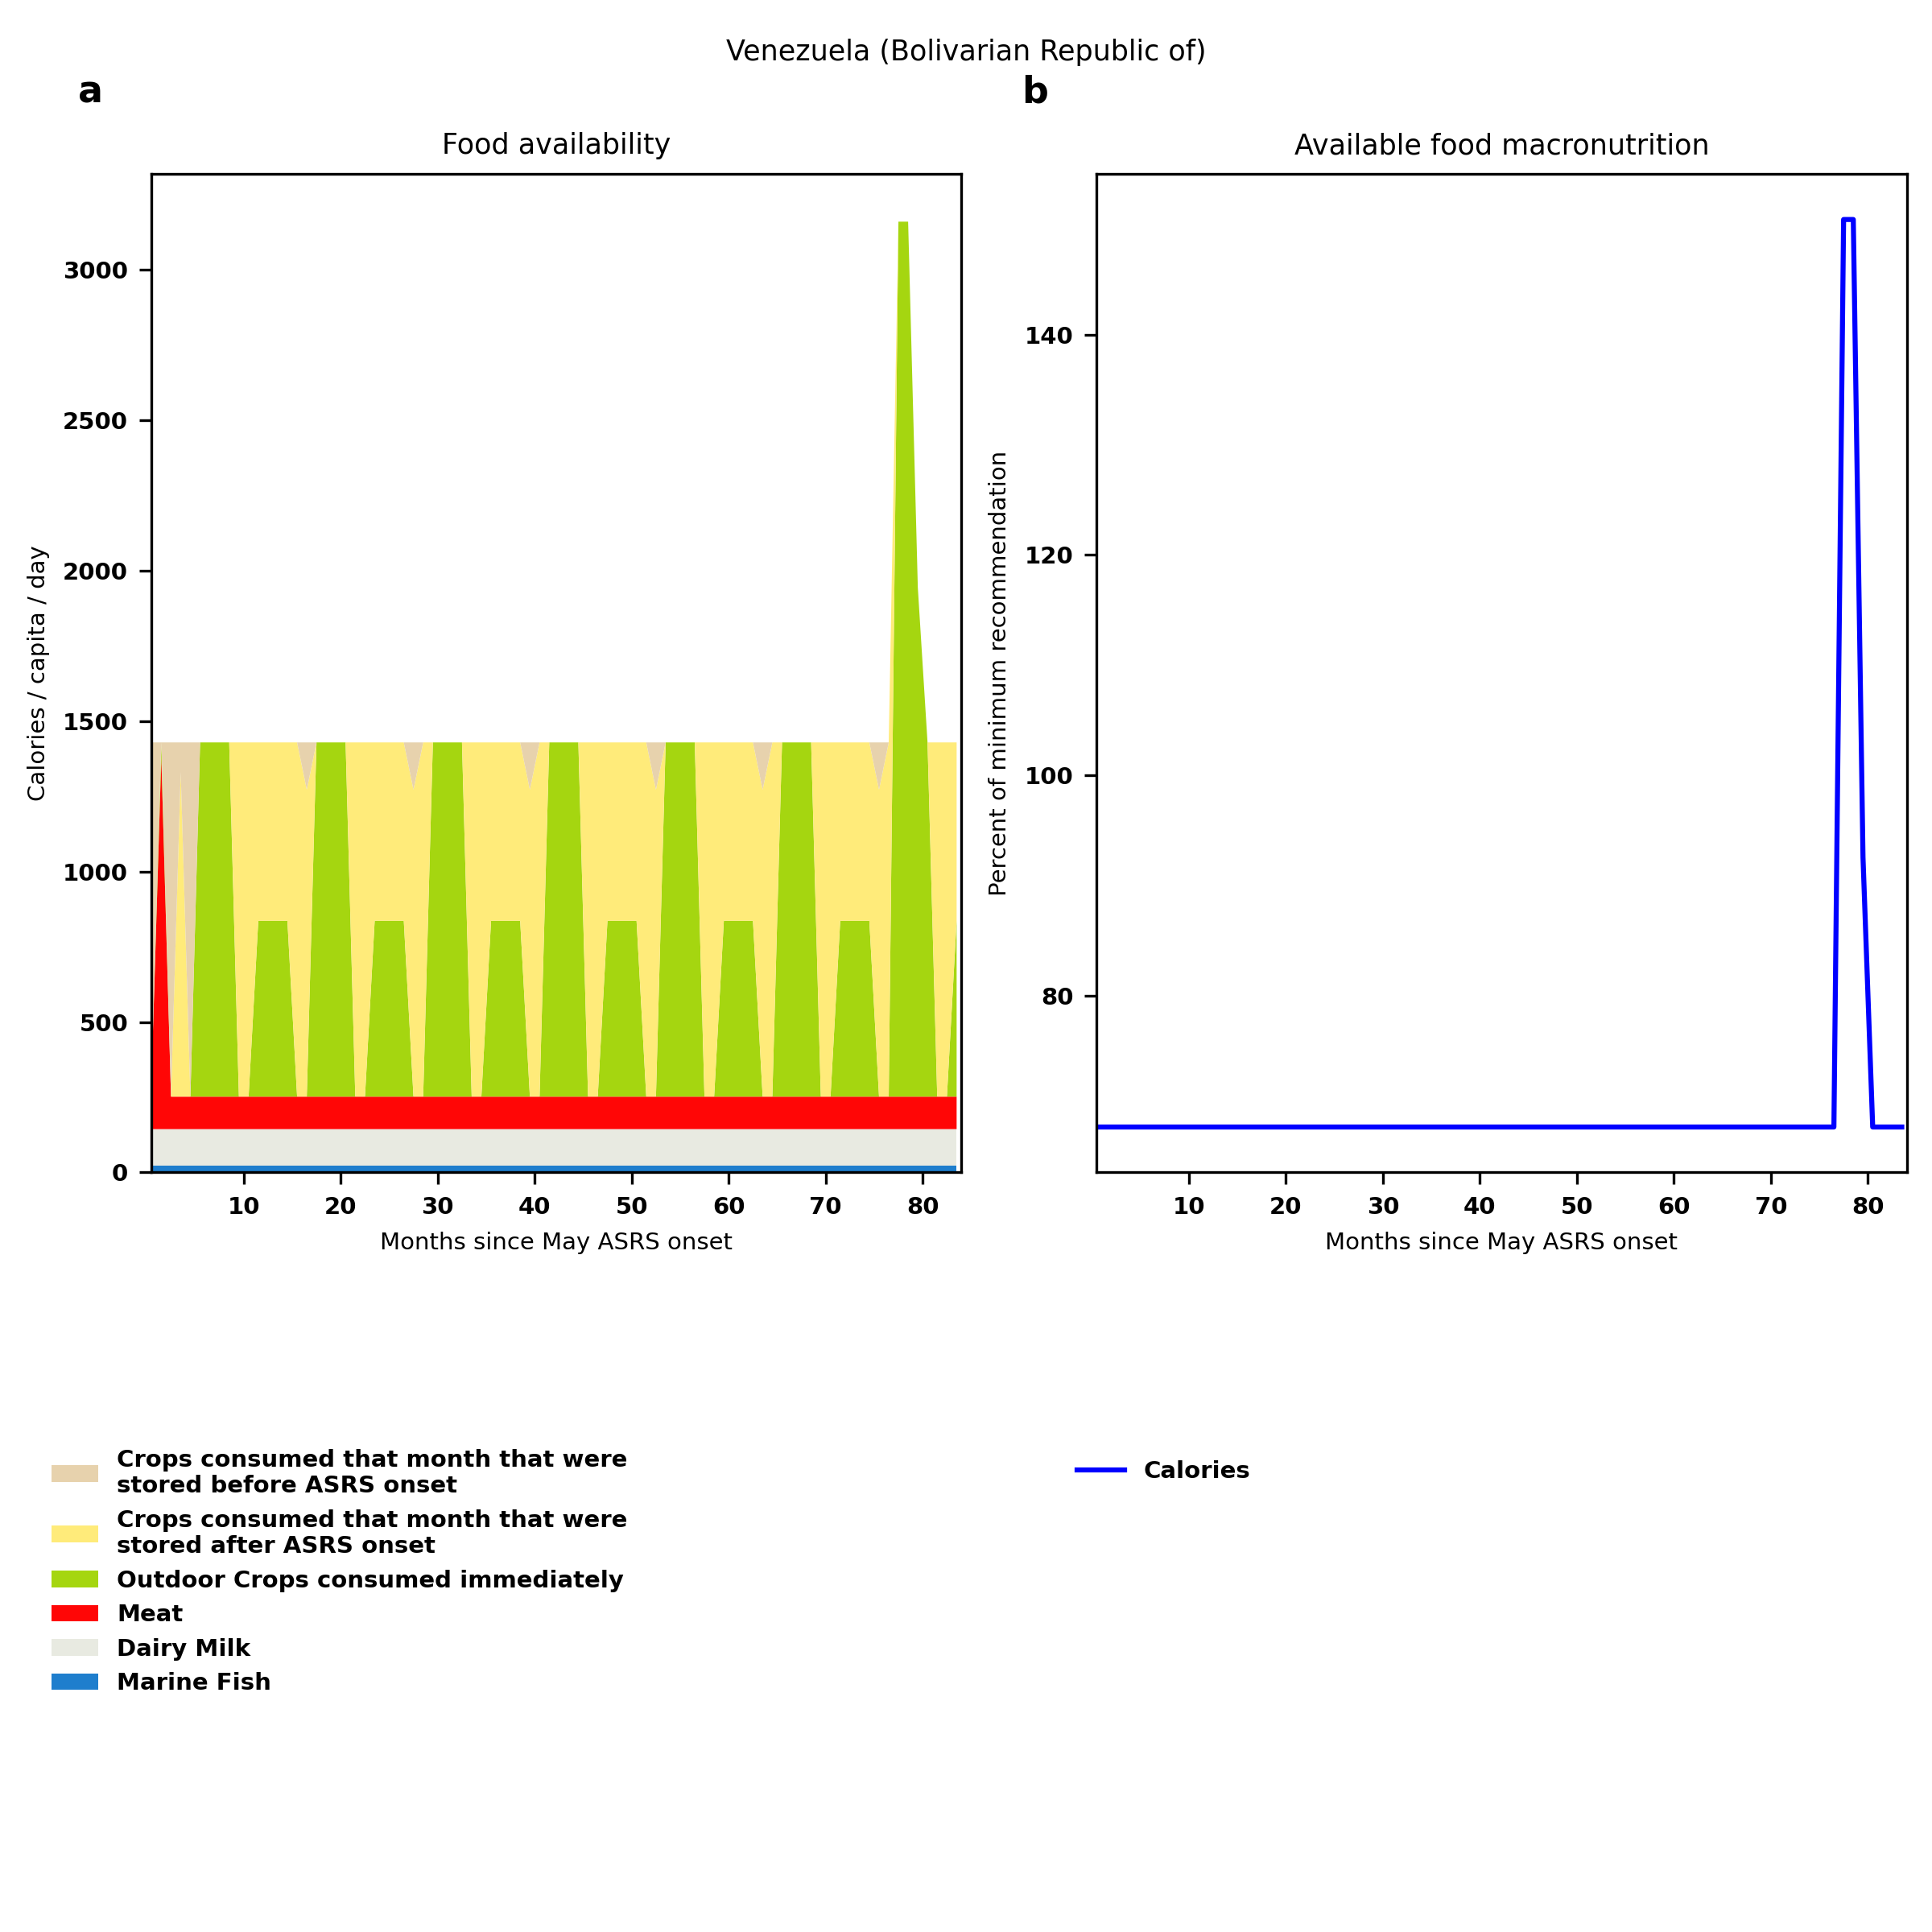 Venezuela (Bolivarian Republic of)
a
b
Food availability
Available food macronutrition
Calories / capita / day
3000
2500
2000
1500
1000
500
0
10 20 30 40 50 60 70 80
Months since May ASRS onset
Percent of minimum recommendation
140
120
100
80
10 20 30 40 50 60 70 80
Months since May ASRS onset
Crops consumed that month that were
stored before ASRS onset
Crops consumed that month that were
stored after ASRS onset
Outdoor Crops consumed immediately
Meat
Dairy Milk
Marine Fish
Calories